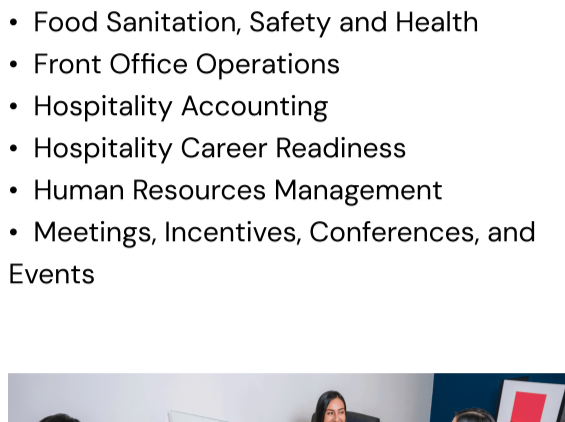 • Food Sanitation, Safety and Health
• Front Office Operations
• Hospitality Accounting
• Hospitality Career Readiness
• Human Resources Management
• Meetings, Incentives, Conferences, and
Events